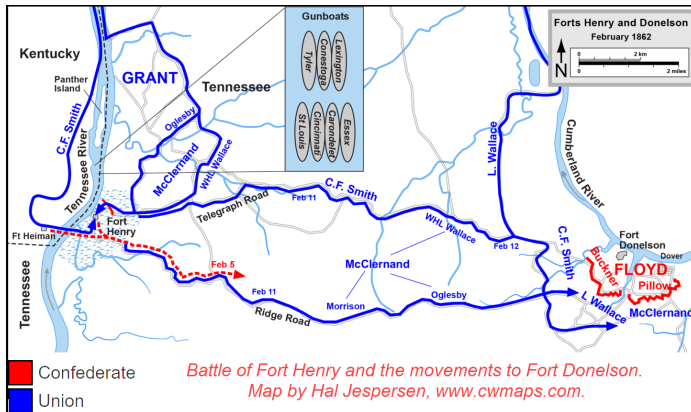 Kentucky
Panther
Island
C.F. Smith
Tennessee River
GRANT
Tennessee
Oglesby
McClernand
WHL Wallace
Gunboats
Tyler
Conestoga
Lexington
St Louis
Cincinnati
Carondelet
Essex
Forts Henry and Donelson
February 1862
N
0
2 km
0
2 miles
L. Wallace
Cumberland River
Ft Heiman
Fort
Henry
Telegraph Road
Feb 11
C.F. Smith
WHL Wallace
Feb 12
Feb 5
Feb 11
Ridge Road
McClernand
Morrison
Oglesby
C.F. Smith
Fort
Donelson
Dover
Buckner
FLOYD
Pillow
L Wallace
McClernand
Tennessee
Confederate
Union
Battle of Fort Henry and the movements to Fort Donelson.
Map by Hal Jespersen, www.cwmaps.com.